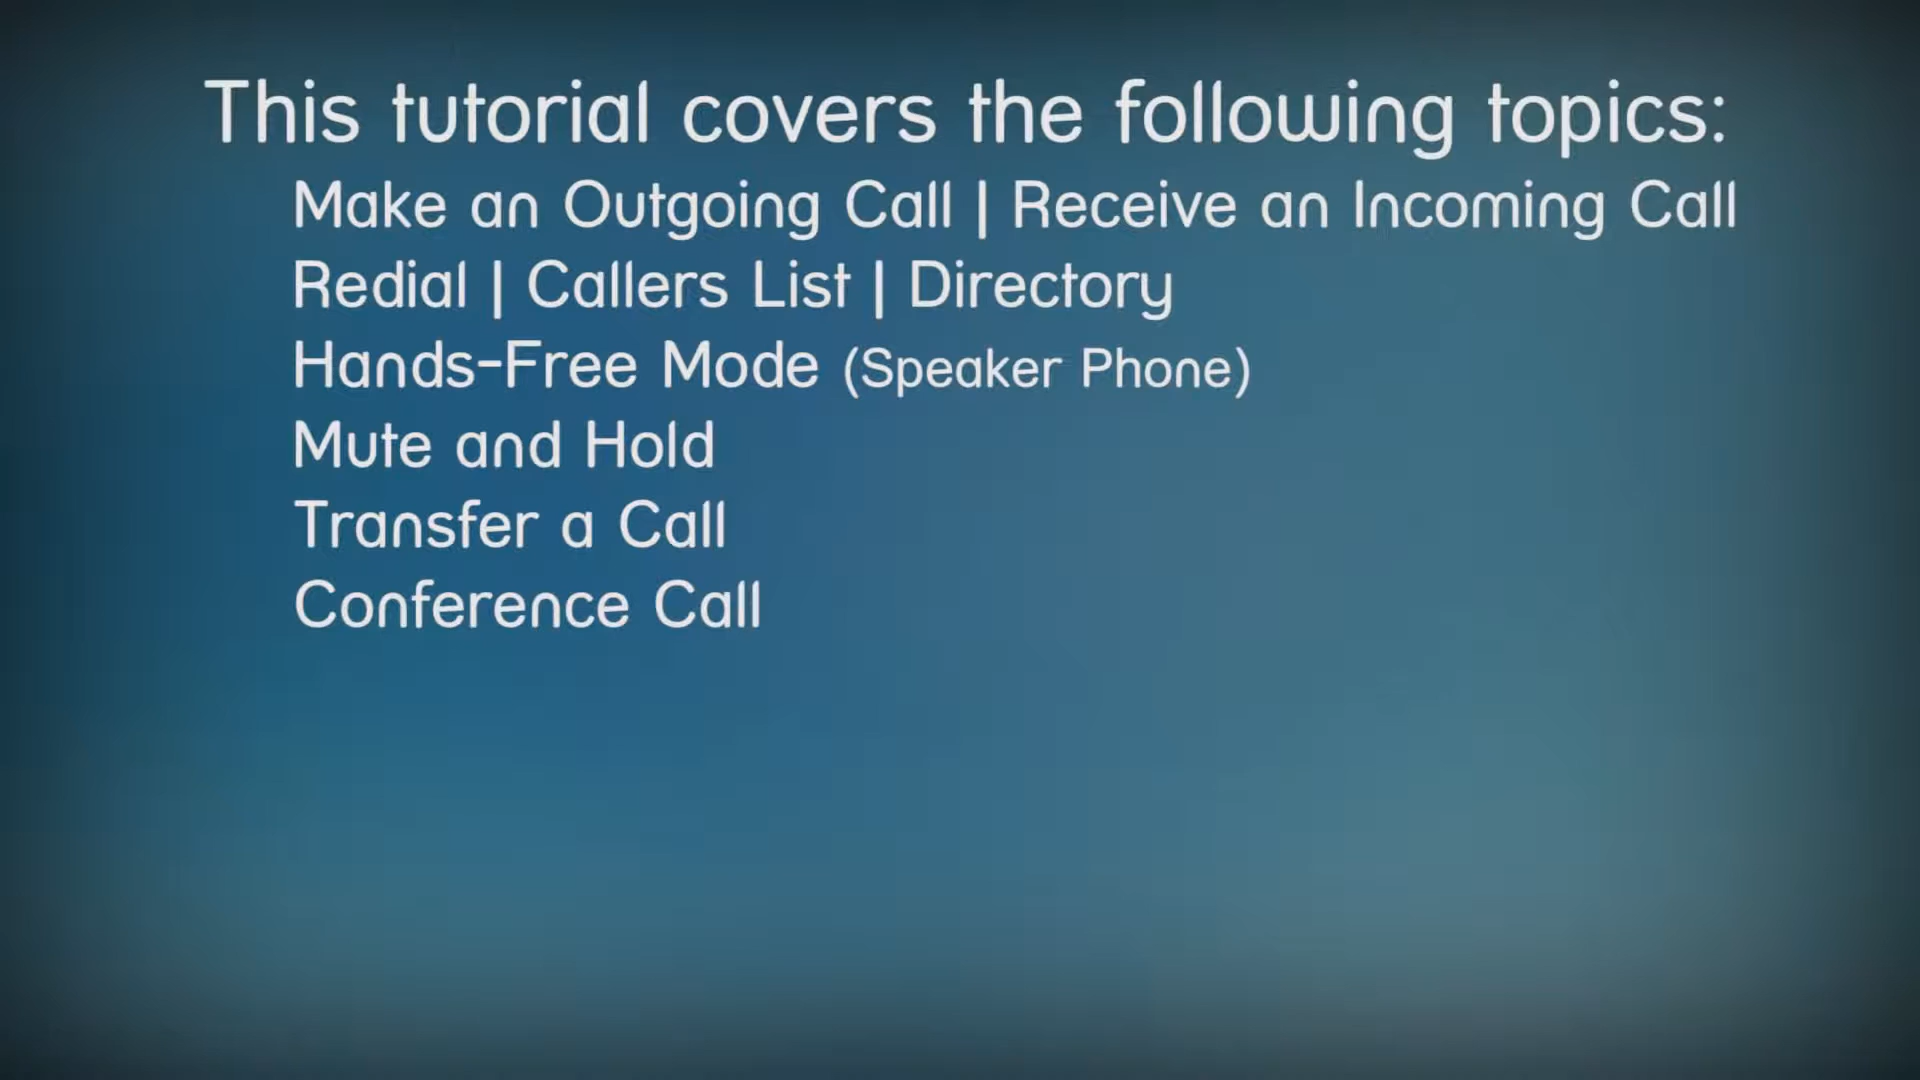 This tutorial covers the following topics:
Make an Outgoing Call | Receive an Incoming Call
Redial | Callers List | Directory
Hands-Free Mode (Speaker Phone)
Mute and Hold
Transfer a Call
Conference Call